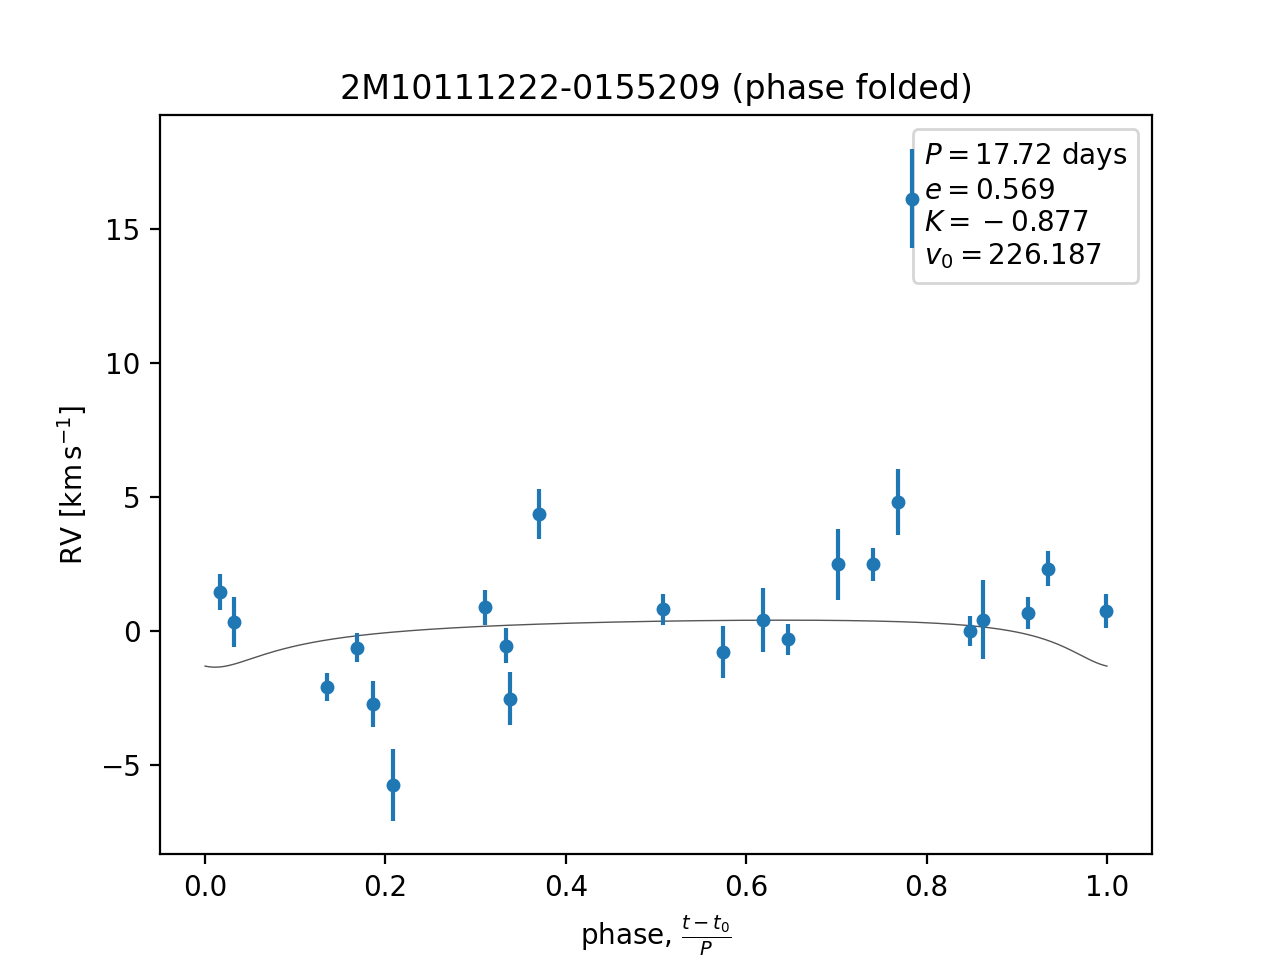 2M10111222-0155209 (phase folded)
P = 17.72 days
e = 0.569
K = − 0.877
v₀ = 226.187
15
10
5
0
−5
RV [km s⁻¹]
0.0 0.2 0.4 0.6 0.8 1.0
phase, (t − t₀)/P